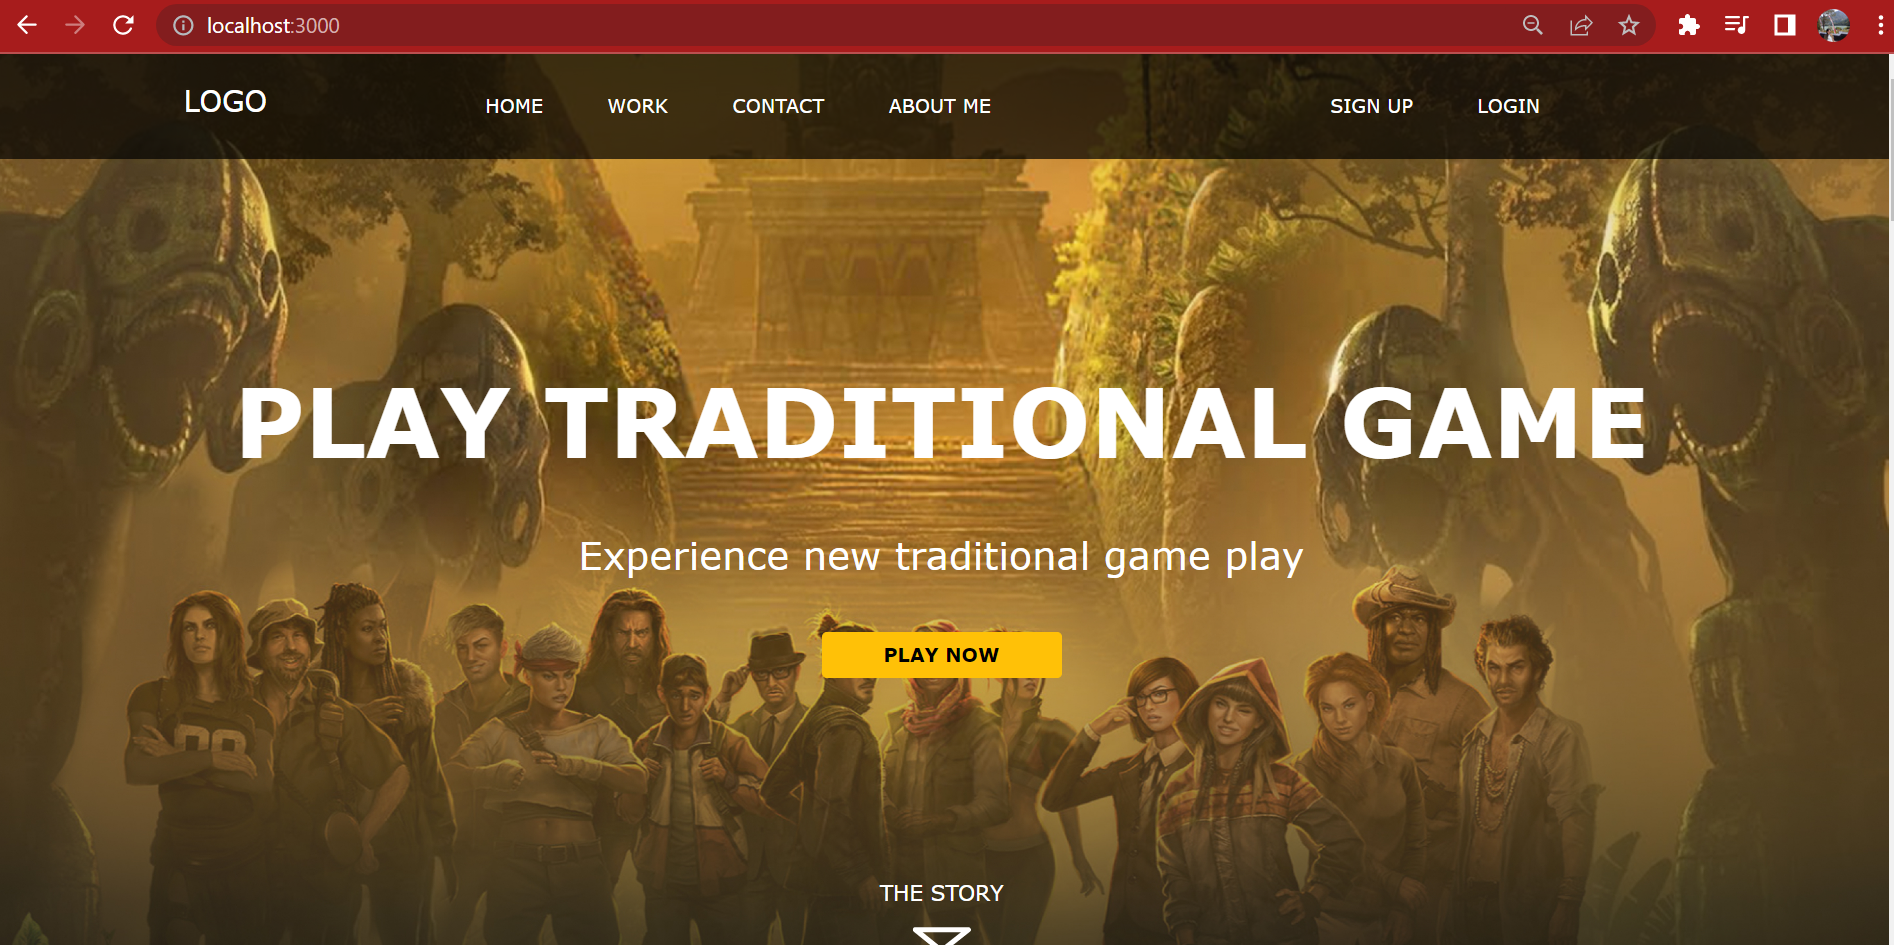 localhost:3000
LOGO HOME WORK CONTACT ABOUT ME SIGN UP LOGIN
PLAY TRADITIONAL GAME
Experience new traditional game play
PLAY NOW
THE STORY